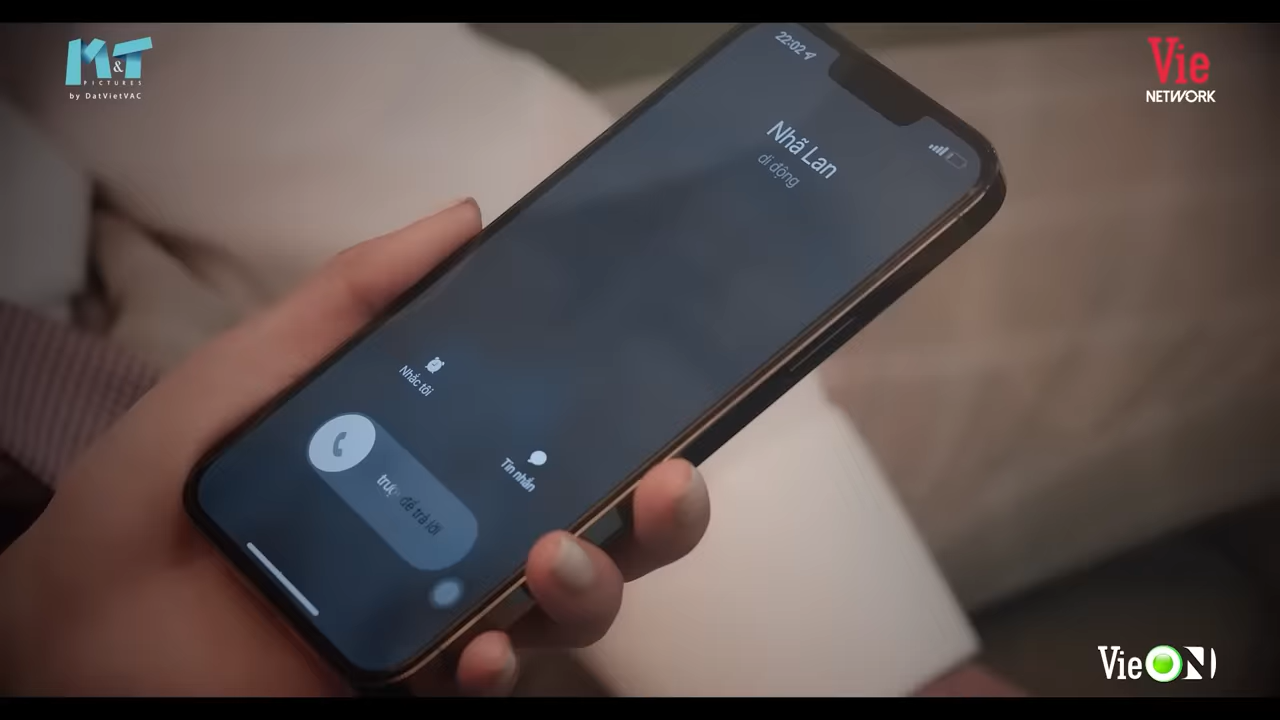 M&T
PICTURES
by DatVietVAC
Vie
NETWORK
22:02
Nhã Lan
di động
Nhắc tôi
Tin nhắn
trượt để trả lời
VieON